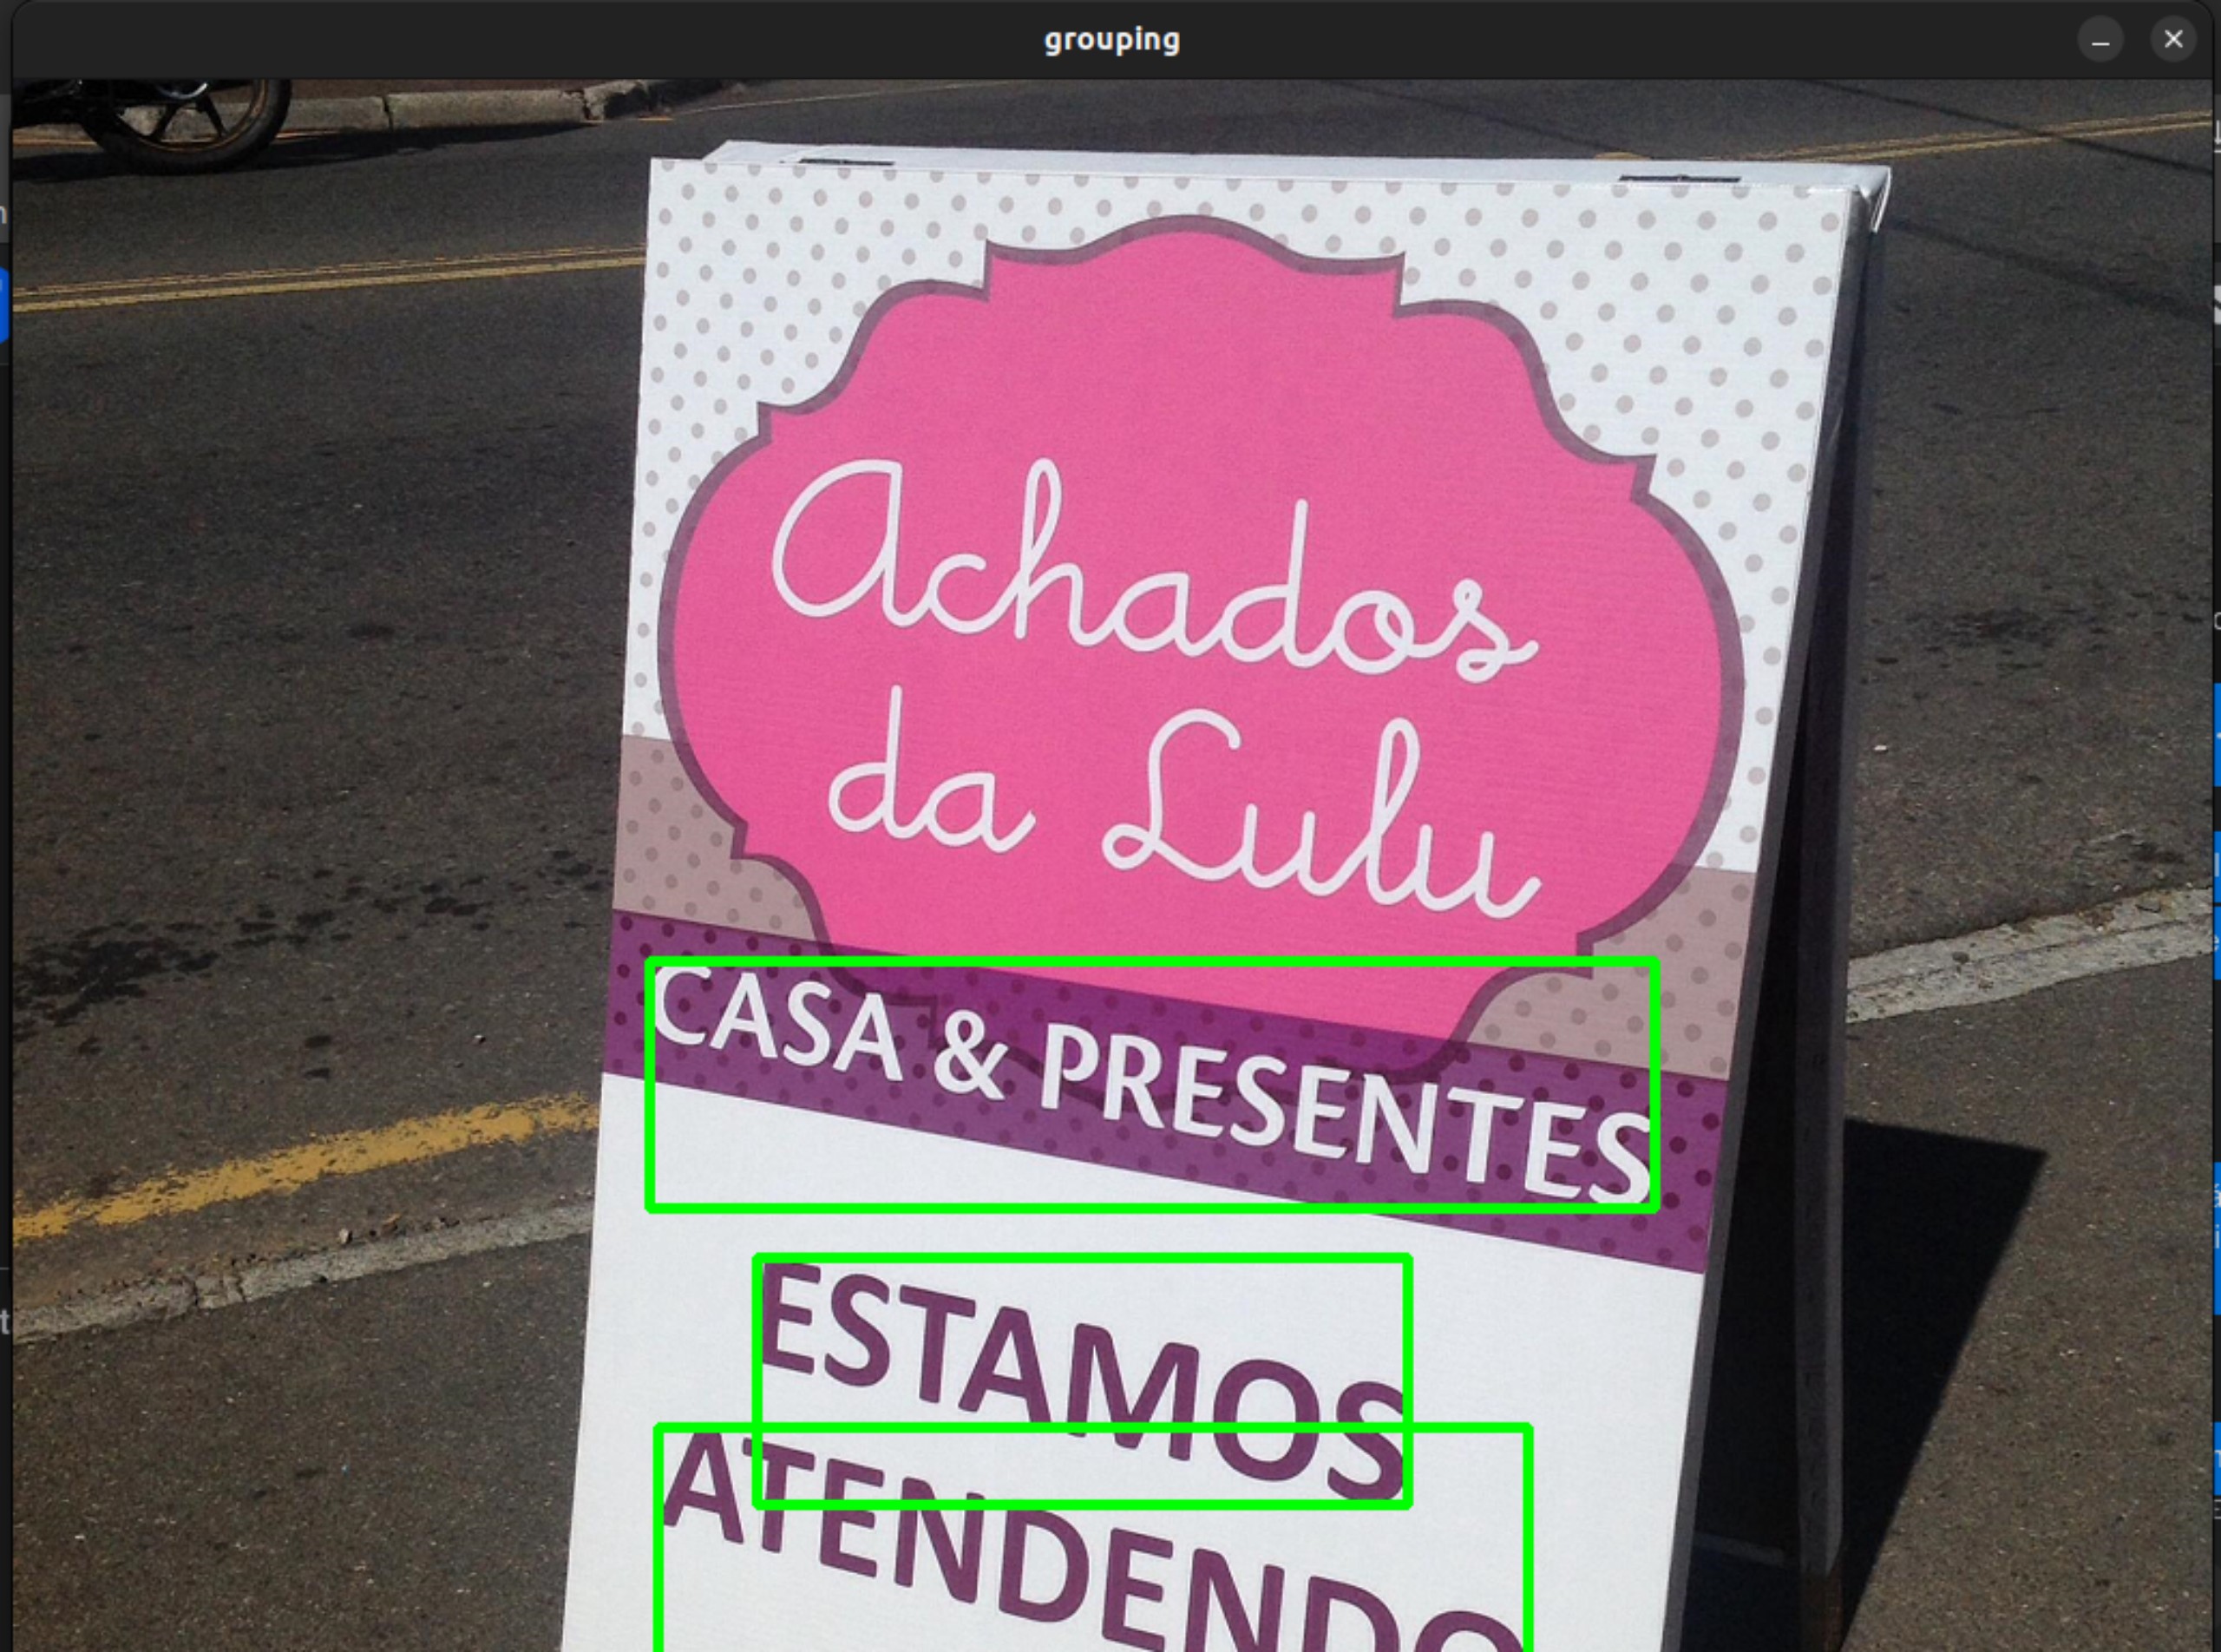 grouping
Achados
da Lulu
CASA & PRESENTES
ESTAMOS
ATENDENDO